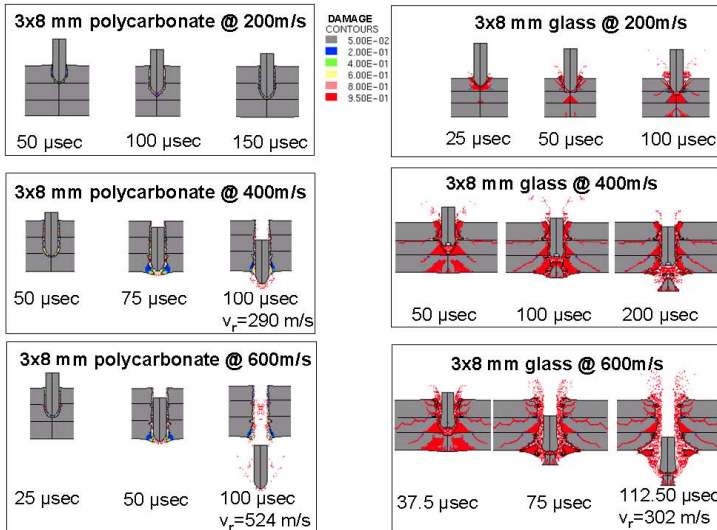 3x8 mm polycarbonate @ 200m/s
50 µsec
100 µsec
150 µsec
DAMAGE
CONTOURS
5.00E-02
2.00E-01
4.00E-01
6.00E-01
8.00E-01
9.50E-01
3x8 mm glass @ 200m/s
25 µsec
50 µsec
100 µsec
3x8 mm polycarbonate @ 400m/s
50 µsec
75 µsec
100 µsec
vr=290 m/s
3x8 mm glass @ 400m/s
50 µsec
100 µsec
200 µsec
3x8 mm polycarbonate @ 600m/s
25 µsec
50 µsec
100 µsec
vr=524 m/s
3x8 mm glass @ 600m/s
37.5 µsec
75 µsec
112.50 µsec
vr=302 m/s